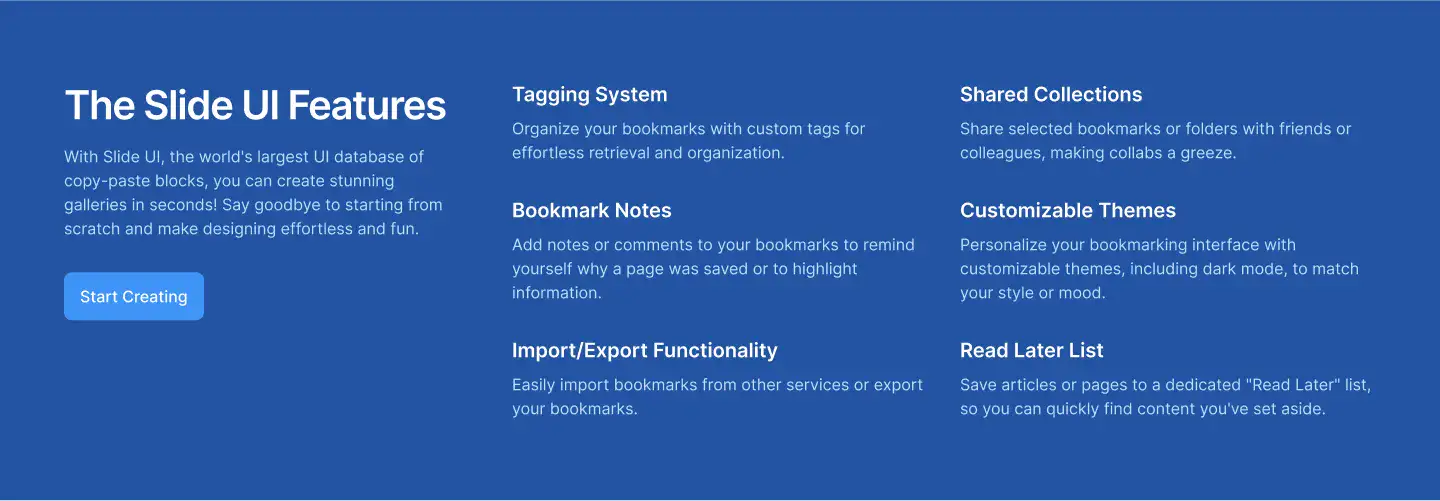 The Slide UI Features
With Slide UI, the world's largest UI database of
copy-paste blocks, you can create stunning
galleries in seconds! Say goodbye to starting from
scratch and make designing effortless and fun.
Start Creating
Tagging System
Organize your bookmarks with custom tags for
effortless retrieval and organization.
Shared Collections
Share selected bookmarks or folders with friends or
colleagues, making collabs a greeze.
Bookmark Notes
Add notes or comments to your bookmarks to remind
yourself why a page was saved or to highlight
information.
Customizable Themes
Personalize your bookmarking interface with
customizable themes, including dark mode, to match
your style or mood.
Import/Export Functionality
Easily import bookmarks from other services or export
your bookmarks.
Read Later List
Save articles or pages to a dedicated "Read Later" list,
so you can quickly find content you've set aside.